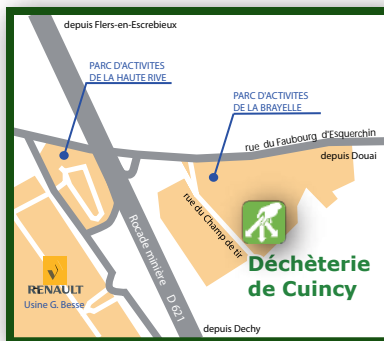 depuis Flers-en-Escrebieux
PARC D'ACTIVITES
DE LA HAUTE RIVE
PARC D'ACTIVITES
DE LA BRAYELLE
rue du Faubourg d'Esquerchin
depuis Douai
rue du Champ de tir
Rocade minière D 621
Déchèterie
de Cuincy
RENAULT
Usine G. Besse
depuis Dechy